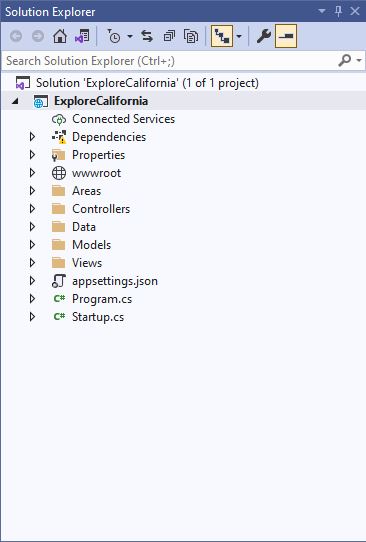 Solution Explorer
Search Solution Explorer (Ctrl+;)
Solution 'ExploreCalifornia' (1 of 1 project)
ExploreCalifornia
Connected Services
Dependencies
Properties
wwwroot
Areas
Controllers
Data
Models
Views
appsettings.json
C# Program.cs
C# Startup.cs